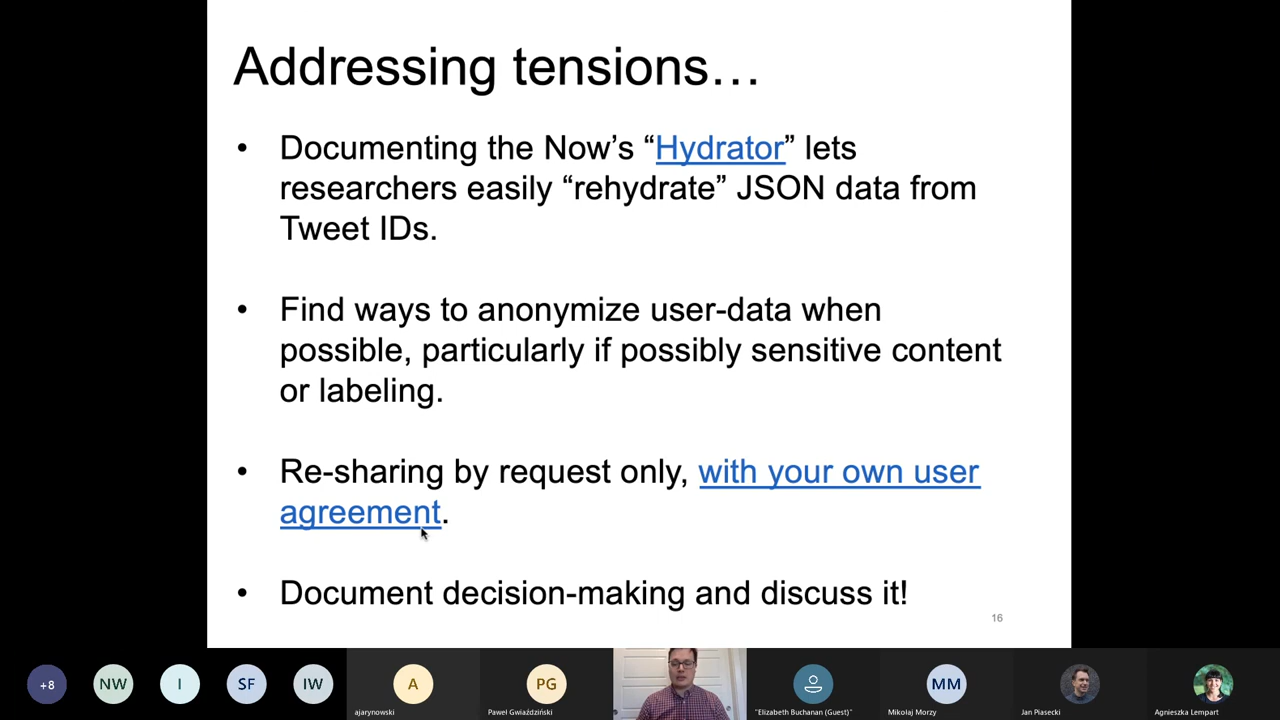 Addressing tensions…
• Documenting the Now’s “Hydrator” lets
researchers easily “rehydrate” JSON data from
Tweet IDs.
• Find ways to anonymize user-data when
possible, particularly if possibly sensitive content
or labeling.
• Re-sharing by request only, with your own user
agreement.
• Document decision-making and discuss it!
16
+8
NW
I
SF
IW
A
PG
MM
ajarynowski
Paweł Gwiaździński
"Elizabeth Buchanan (Guest)"
Mikołaj Morzy
Jan Piasecki
Agnieszka Lempart